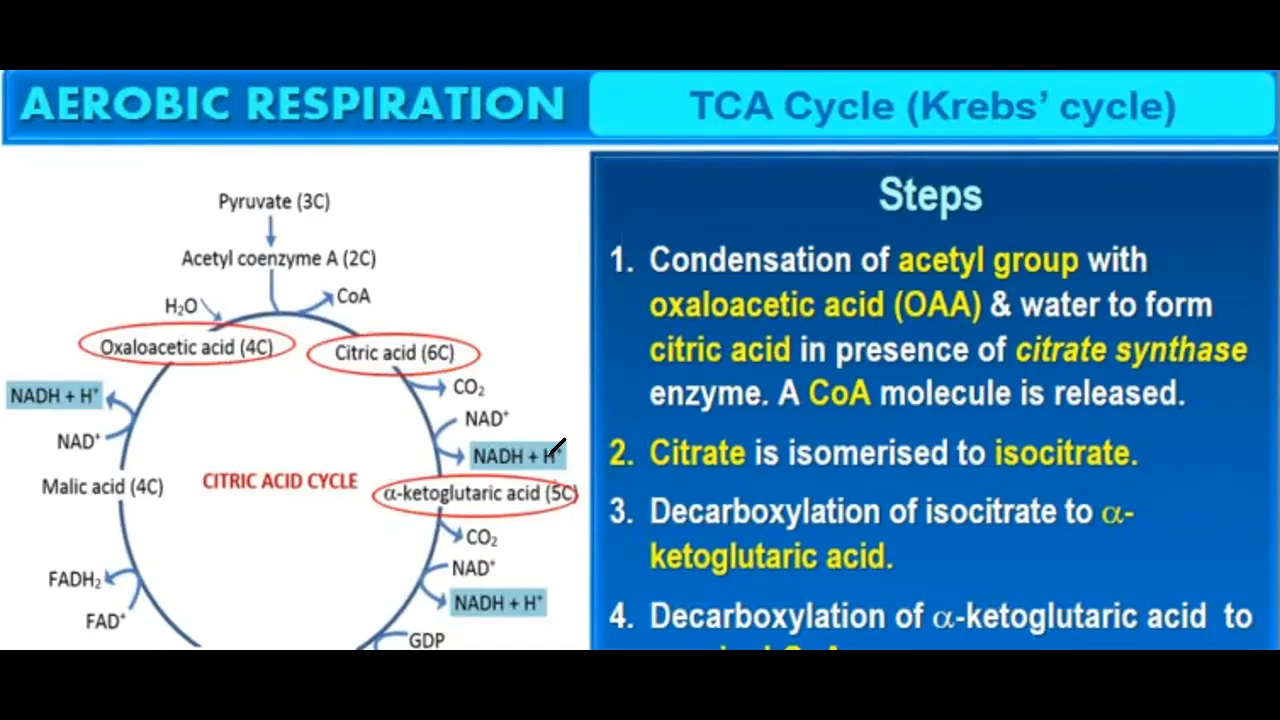 AEROBIC RESPIRATION
TCA Cycle (Krebs' cycle)
Pyruvate (3C)
Acetyl coenzyme A (2C)
CoA
H₂O
Oxaloacetic acid (4C)
Citric acid (6C)
CO₂
NADH + H⁺
NAD⁺
NAD⁺
NADH + H⁺
CITRIC ACID CYCLE
Malic acid (4C)
α-ketoglutaric acid (5C)
CO₂
NAD⁺
FADH₂
NADH + H⁺
FAD⁺
GDP
Steps
1. Condensation of acetyl group with
oxaloacetic acid (OAA) & water to form
citric acid in presence of citrate synthase
enzyme. A CoA molecule is released.
2. Citrate is isomerised to isocitrate.
3. Decarboxylation of isocitrate to α-
ketoglutaric acid.
4. Decarboxylation of α-ketoglutaric acid to